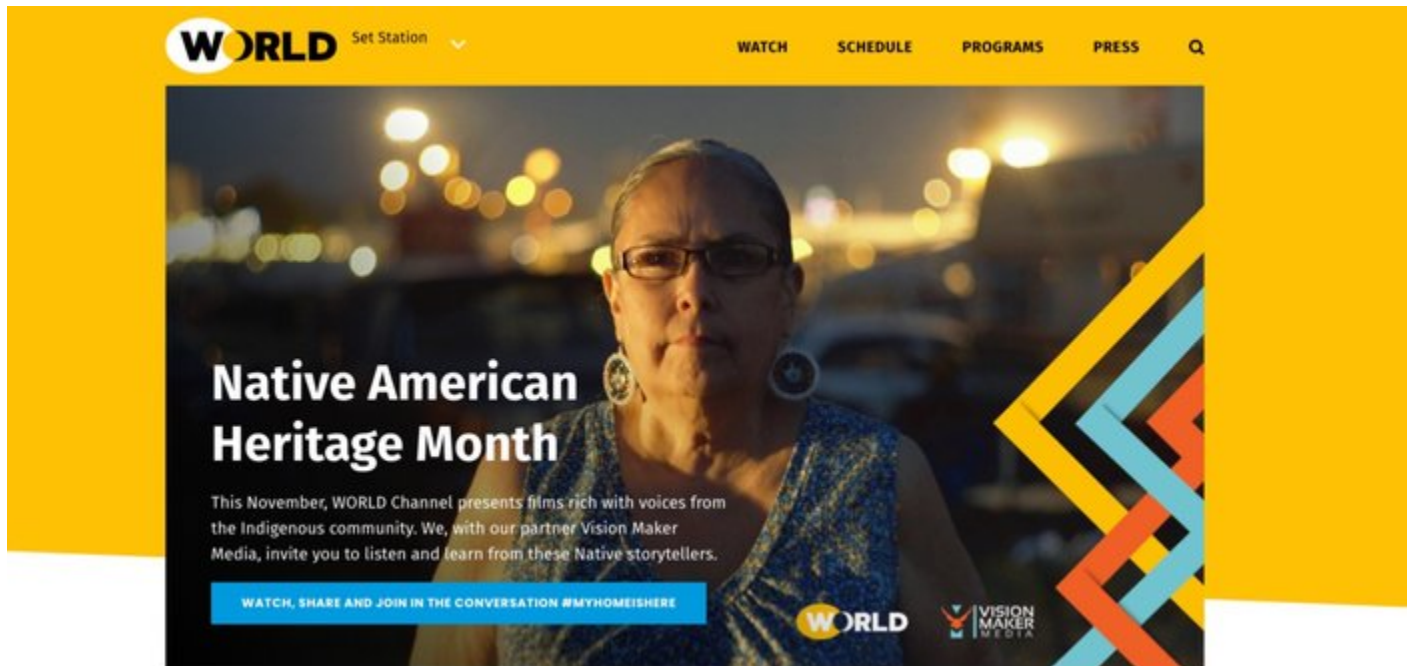 WORLD
Set Station
WATCH SCHEDULE PROGRAMS PRESS
Native American
Heritage Month
This November, WORLD Channel presents films rich with voices from
the Indigenous community. We, with our partner Vision Maker
Media, invite you to listen and learn from these Native storytellers.
WATCH, SHARE AND JOIN IN THE CONVERSATION #MYHOMEISHERE
WORLD
VISION
MAKER
MEDIA